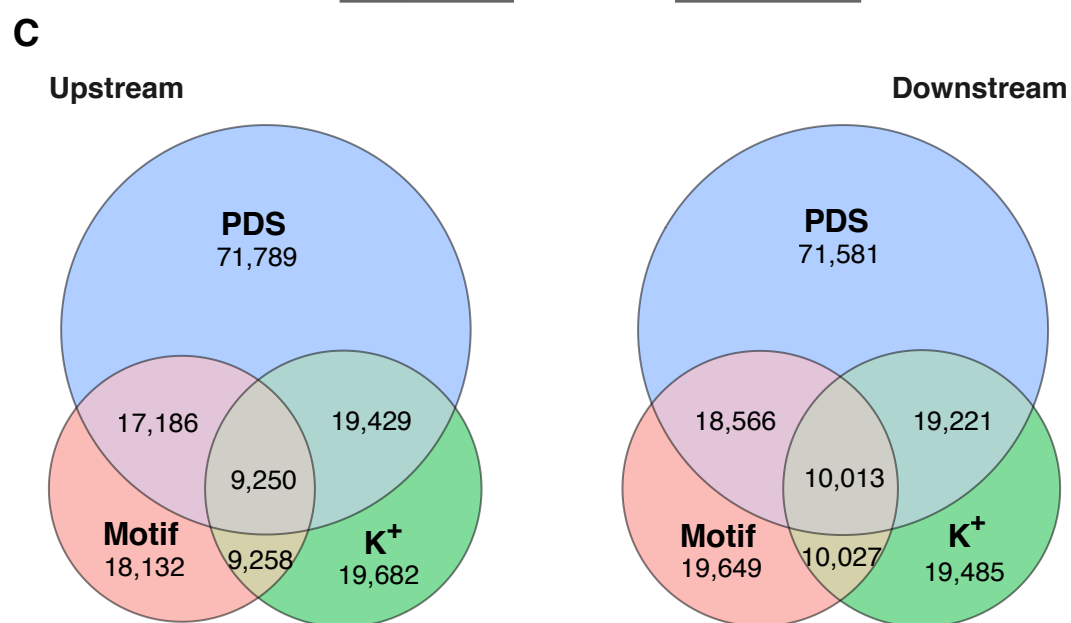 C
Upstream
Downstream
PDS
71,789
17,186
19,429
9,250
Motif
18,132
9,258
K+
19,682
PDS
71,581
18,566
19,221
10,013
Motif
19,649
10,027
K+
19,485